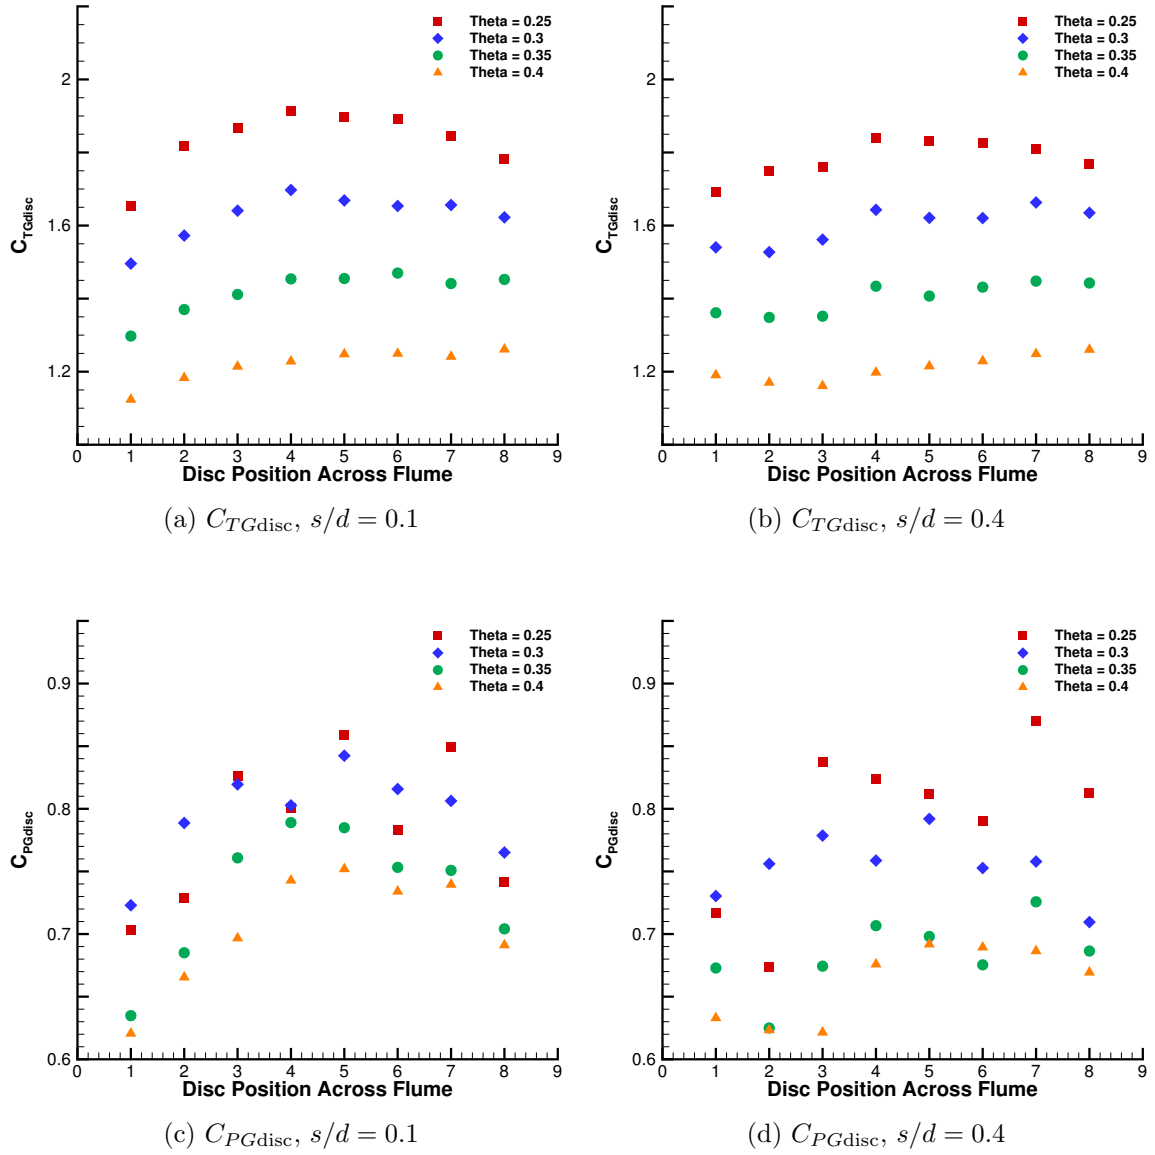 Theta = 0.25
Theta = 0.3
Theta = 0.35
Theta = 0.4
2
1.6
1.2
C_TGdisc
0 1 2 3 4 5 6 7 8 9
Disc Position Across Flume
(a) C_TGdisc, s/d = 0.1
Theta = 0.25
Theta = 0.3
Theta = 0.35
Theta = 0.4
2
1.6
1.2
C_TGdisc
0 1 2 3 4 5 6 7 8 9
Disc Position Across Flume
(b) C_TGdisc, s/d = 0.4
Theta = 0.25
Theta = 0.3
Theta = 0.35
Theta = 0.4
0.9
0.8
0.7
0.6
C_PGdisc
0 1 2 3 4 5 6 7 8 9
Disc Position Across Flume
(c) C_PGdisc, s/d = 0.1
Theta = 0.25
Theta = 0.3
Theta = 0.35
Theta = 0.4
0.9
0.8
0.7
0.6
C_PGdisc
0 1 2 3 4 5 6 7 8 9
Disc Position Across Flume
(d) C_PGdisc, s/d = 0.4